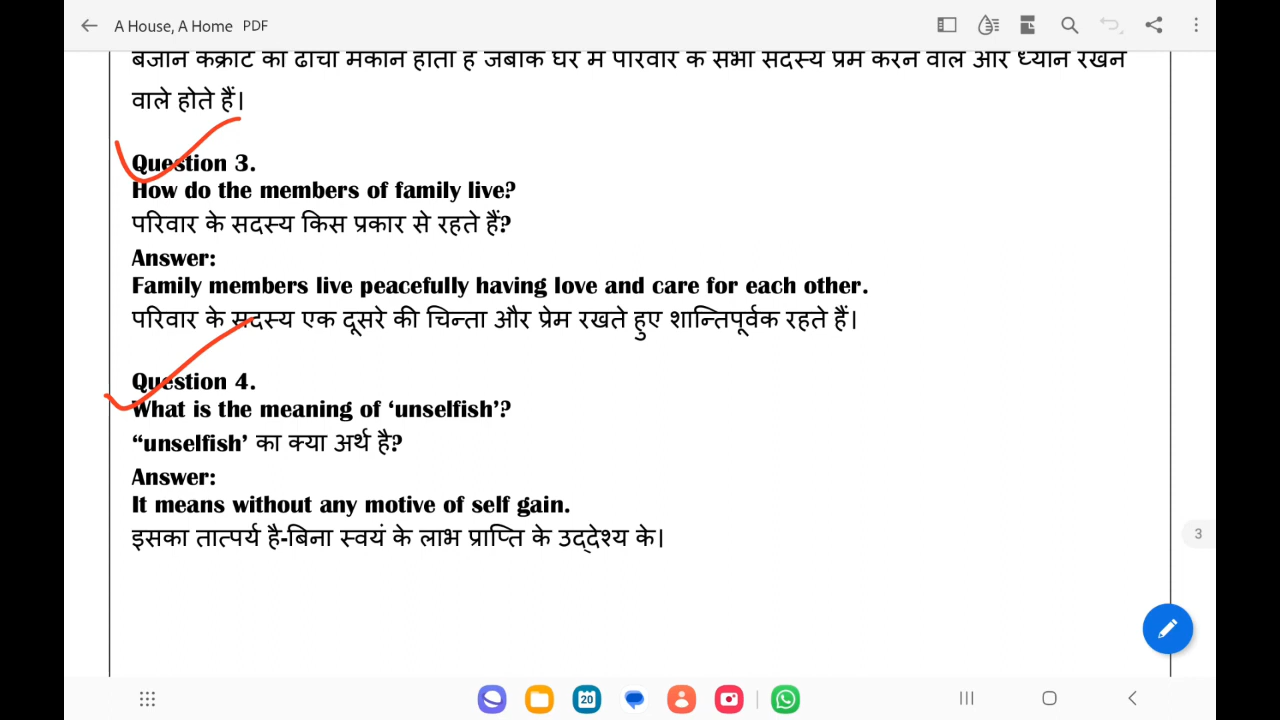 A House, A Home PDF
वाले होते हैं।
Question 3.
How do the members of family live?
परिवार के सदस्य किस प्रकार से रहते हैं?
Answer:
Family members live peacefully having love and care for each other.
परिवार के सदस्य एक दूसरे की चिन्ता और प्रेम रखते हुए शान्तिपूर्वक रहते हैं।
Question 4.
What is the meaning of ‘unselfish’?
“unselfish’ का क्या अर्थ है?
Answer:
It means without any motive of self gain.
इसका तात्पर्य है-बिना स्वयं के लाभ प्राप्ति के उद्देश्य के।
3
20